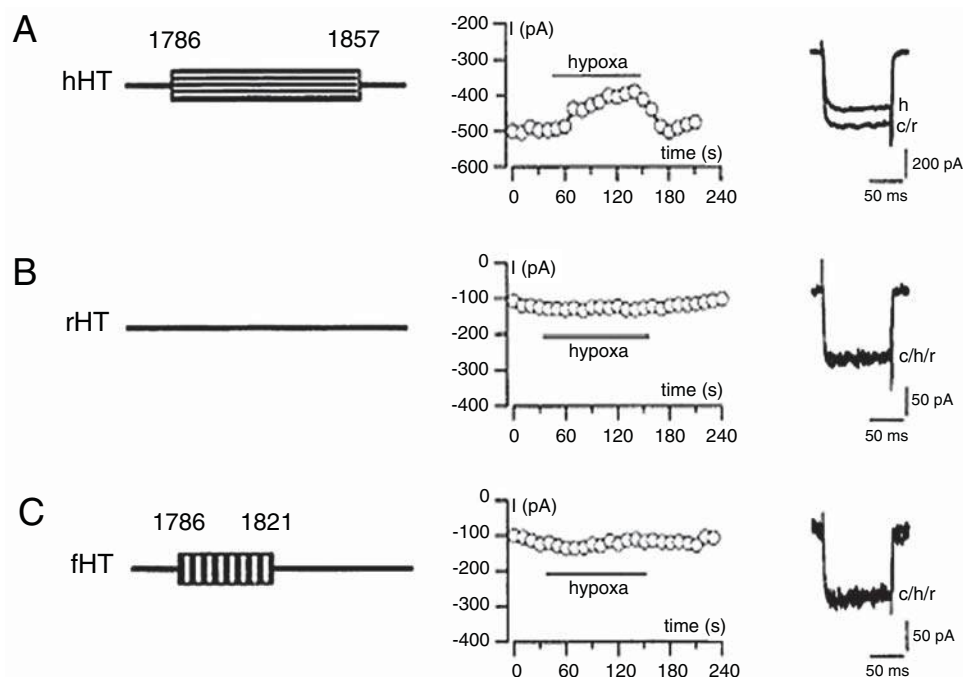 A
1786 1857
hHT
I (pA)
-200
-300
-400
-500
-600
hypoxa
time (s)
0 60 120 180 240
h
c/r
200 pA
50 ms
B
rHT
I (pA)
0
-100
-200
-300
-400
hypoxa
time (s)
0 60 120 180 240
c/h/r
50 pA
50 ms
C
1786 1821
fHT
I (pA)
0
-100
-200
-300
-400
hypoxa
time (s)
0 60 120 180 240
c/h/r
50 pA
50 ms